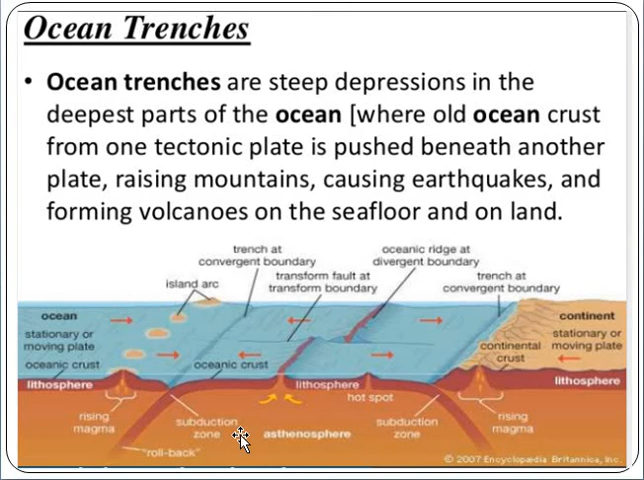 Ocean Trenches
• Ocean trenches are steep depressions in the
deepest parts of the ocean [where old ocean crust
from one tectonic plate is pushed beneath another
plate, raising mountains, causing earthquakes, and
forming volcanoes on the seafloor and on land.
trench at
convergent boundary
oceanic ridge at
divergent boundary
island arc
transform fault at
transform boundary
trench at
convergent boundary
ocean
continent
stationary or
moving plate
stationary or
moving plate
continental
crust
oceanic crust
oceanic crust
lithosphere
lithosphere
lithosphere
hot spot
rising
magma
subduction
zone
asthenosphere
subduction
zone
rising
magma
"roll-back"
© 2007 Encyclopædia Britannica, Inc.